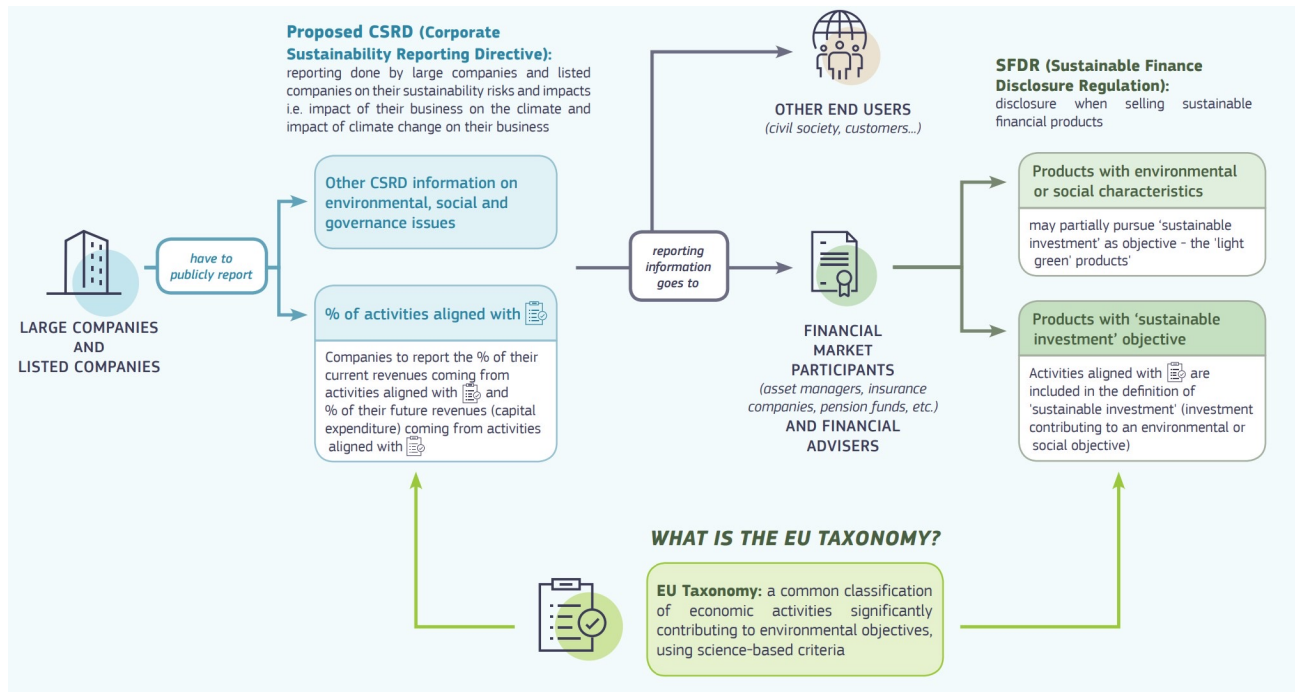 Proposed CSRD (Corporate
Sustainability Reporting Directive):
reporting done by large companies and listed
companies on their sustainability risks and impacts
i.e. impact of their business on the climate and
impact of climate change on their business
Other CSRD information on
environmental, social and
governance issues
have to
publicly report
LARGE COMPANIES
AND
LISTED COMPANIES
% of activities aligned with
Companies to report the % of their
current revenues coming from
activities aligned with and
% of their future revenues (capital
expenditure) coming from activities
aligned with
reporting
information
goes to
OTHER END USERS
(civil society, customers...)
FINANCIAL
MARKET
PARTICIPANTS
(asset managers, insurance
companies, pension funds, etc.)
AND FINANCIAL
ADVISERS
SFDR (Sustainable Finance
Disclosure Regulation):
disclosure when selling sustainable
financial products
Products with environmental
or social characteristics
may partially pursue ‘sustainable
investment’ as objective - the ‘light
green’ products’
Products with ‘sustainable
investment’ objective
Activities aligned with are
included in the definition of
‘sustainable investment’ (investment
contributing to an environmental or
social objective)
WHAT IS THE EU TAXONOMY?
EU Taxonomy: a common classification
of economic activities significantly
contributing to environmental objectives,
using science-based criteria